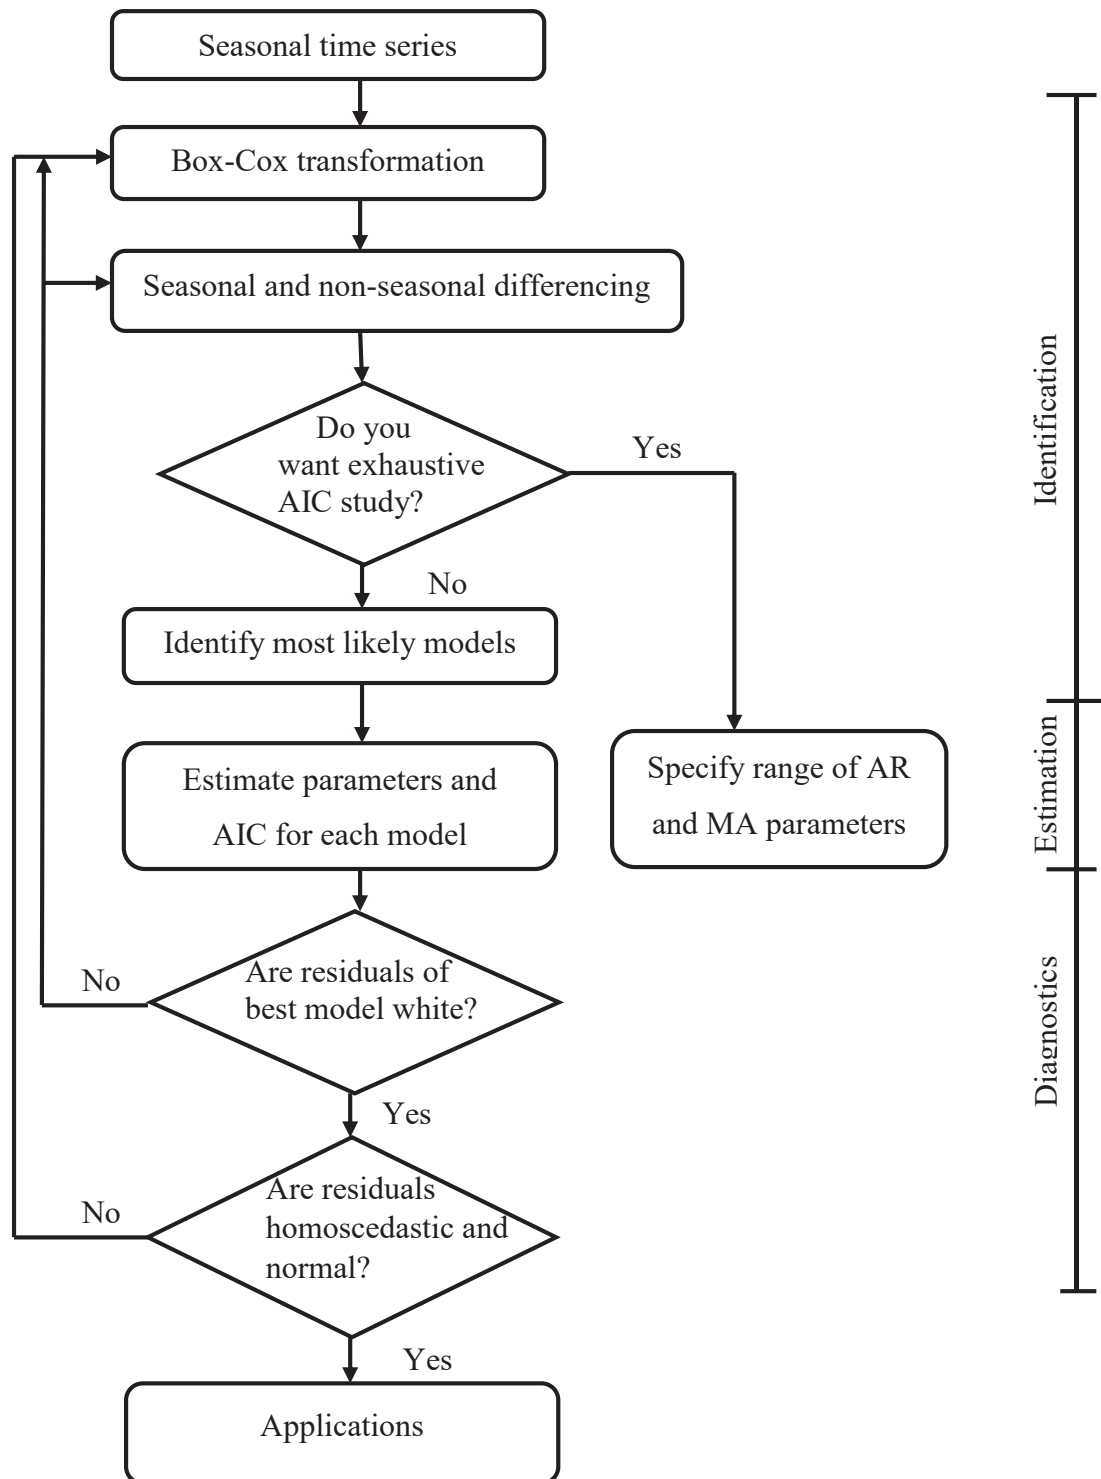 Seasonal time series
Box-Cox transformation
Seasonal and non-seasonal differencing
Do you
want exhaustive
AIC study?
Yes
No
Identify most likely models
Estimate parameters and
AIC for each model
Specify range of AR
and MA parameters
Are residuals of
best model white?
No
Yes
Are residuals
homoscedastic and
normal?
No
Yes
Applications
Identification
Estimation
Diagnostics